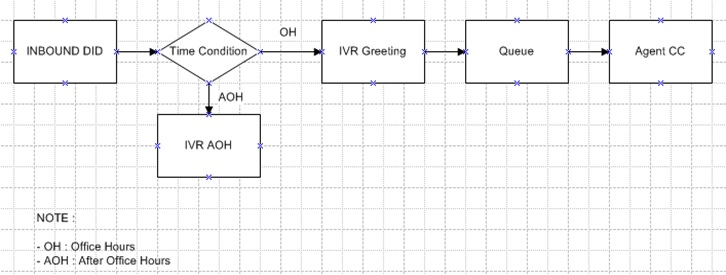 INBOUND DID
Time Condition
OH
IVR Greeting
Queue
Agent CC
AOH
IVR AOH
NOTE :
- OH : Office Hours
- AOH : After Office Hours